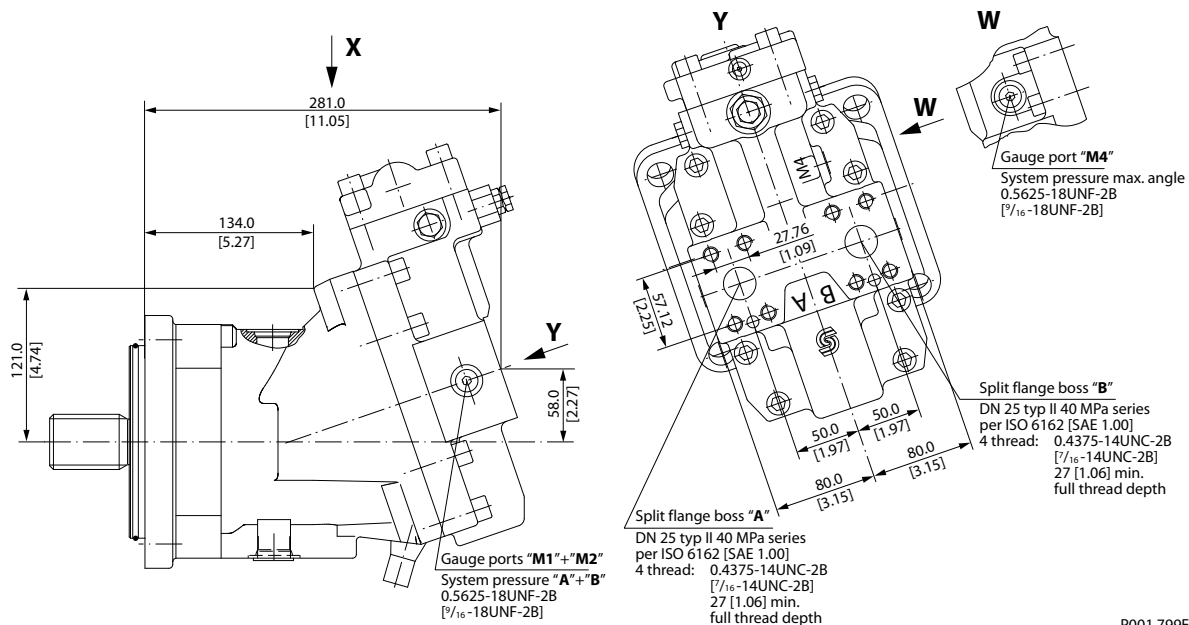 X
281.0
[11.05]
134.0
[5.27]
121.0
[4.74]
Y
58.0
[2.27]
Gauge ports "M1"+"M2"
System pressure "A"+"B"
0.5625-18UNF-2B
[9/16-18UNF-2B]
Y
W
W
M4
Gauge port "M4"
System pressure max. angle
0.5625-18UNF-2B
[9/16-18UNF-2B]
27.76
[1.09]
57.12
[2.25]
A
B
50.0
[1.97]
50.0
[1.97]
80.0
[3.15]
80.0
[3.15]
Split flange boss "B"
DN 25 typ II 40 MPa series
per ISO 6162 [SAE 1.00]
4 thread: 0.4375-14UNC-2B
[7/16-14UNC-2B]
27 [1.06] min.
full thread depth
Split flange boss "A"
DN 25 typ II 40 MPa series
per ISO 6162 [SAE 1.00]
4 thread: 0.4375-14UNC-2B
[7/16-14UNC-2B]
27 [1.06] min.
full thread depth